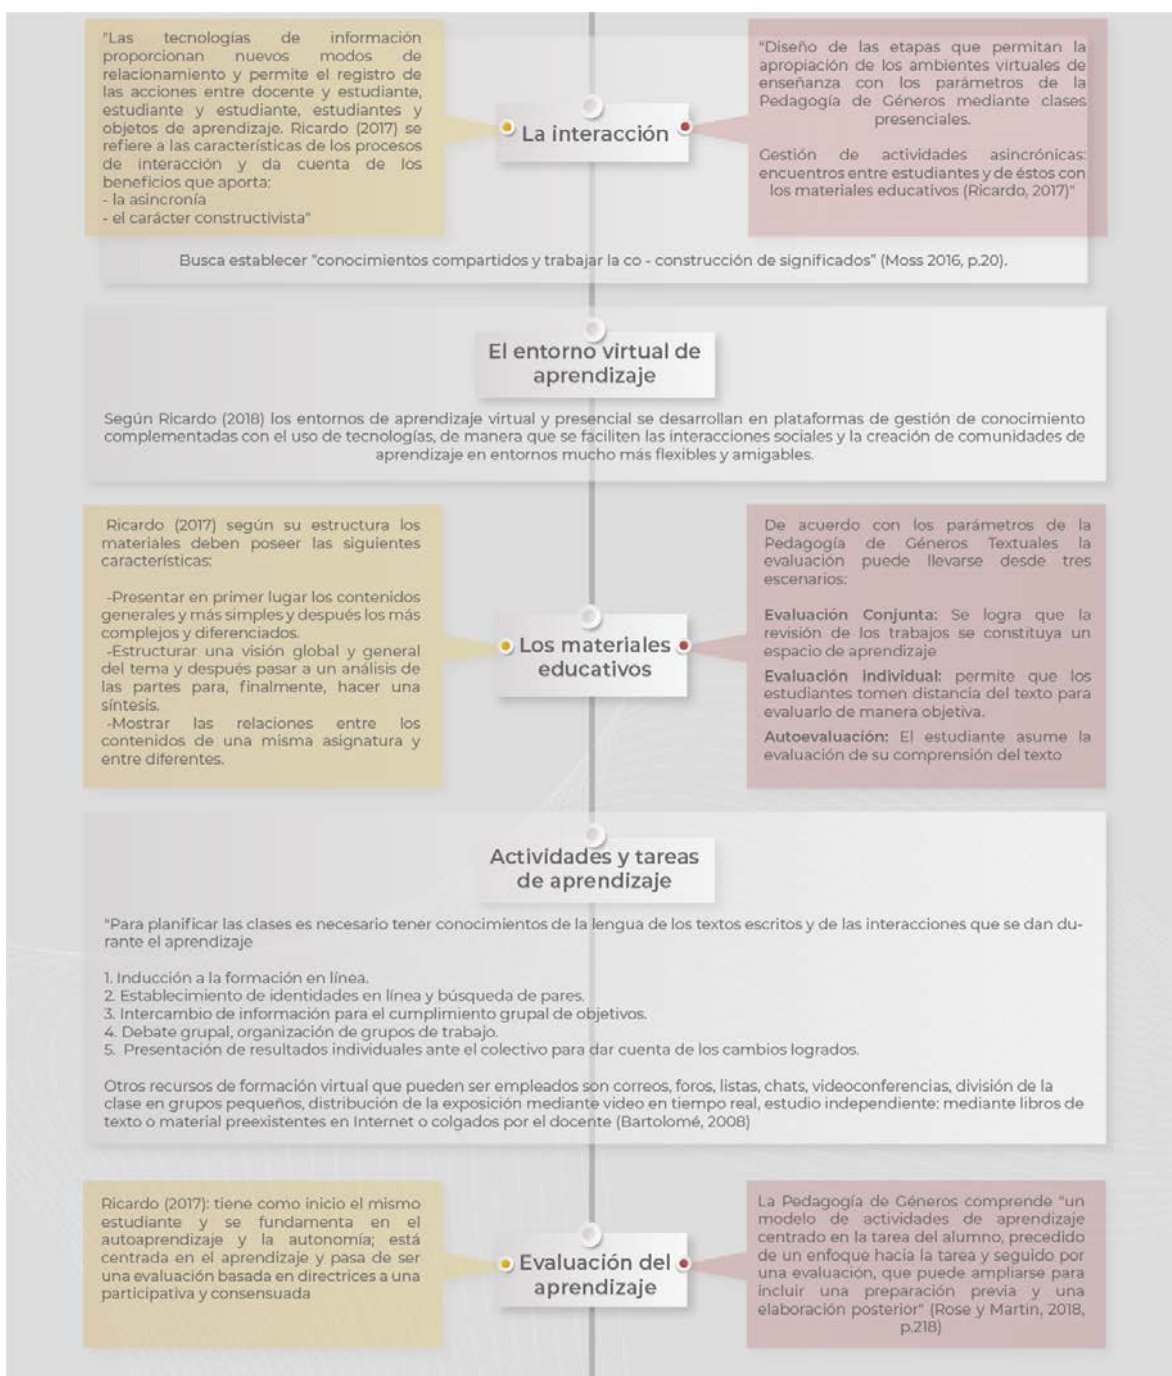 "Las tecnologías de información
proporcionan nuevos modos de
relacionamiento y permite el registro de
las acciones entre docente y estudiante,
estudiante y estudiante, estudiantes y
objetos de aprendizaje. Ricardo (2017) se
refiere a las características de los procesos
de interacción y da cuenta de los
beneficios que aporta:
- la asincronía
- el carácter constructivista"
La interacción
"Diseño de las etapas que permitan la
apropiación de los ambientes virtuales de
enseñanza con los parámetros de la
Pedagogía de Géneros mediante clases
presenciales.
Gestión de actividades asincrónicas:
encuentros entre estudiantes y de éstos con
los materiales educativos (Ricardo, 2017)"
Busca establecer "conocimientos compartidos y trabajar la co - construcción de significados" (Moss 2016, p.20).
El entorno virtual de
aprendizaje
Según Ricardo (2018) los entornos de aprendizaje virtual y presencial se desarrollan en plataformas de gestión de conocimiento
complementadas con el uso de tecnologías, de manera que se faciliten las interacciones sociales y la creación de comunidades de
aprendizaje en entornos mucho más flexibles y amigables.
Ricardo (2017) según su estructura los
materiales deben poseer las siguientes
características:
-Presentar en primer lugar los contenidos
generales y más simples y después los más
complejos y diferenciados.
-Estructurar una visión global y general
del tema y después pasar a un análisis de
las partes para, finalmente, hacer una
síntesis.
-Mostrar las relaciones entre los
contenidos de una misma asignatura y
entre diferentes.
Los materiales
educativos
De acuerdo con los parámetros de la
Pedagogía de Géneros Textuales la
evaluación puede llevarse desde tres
escenarios:
Evaluación Conjunta: Se logra que la
revisión de los trabajos se constituya un
espacio de aprendizaje
Evaluación individual: permite que los
estudiantes tomen distancia del texto para
evaluarlo de manera objetiva.
Autoevaluación: El estudiante asume la
evaluación de su comprensión del texto
Actividades y tareas
de aprendizaje
"Para planificar las clases es necesario tener conocimientos de la lengua de los textos escritos y de las interacciones que se dan du-
rante el aprendizaje
1. Inducción a la formación en línea.
2. Establecimiento de identidades en línea y búsqueda de pares.
3. Intercambio de información para el cumplimiento grupal de objetivos.
4. Debate grupal, organización de grupos de trabajo.
5. Presentación de resultados individuales ante el colectivo para dar cuenta de los cambios logrados.
Otros recursos de formación virtual que pueden ser empleados son correos, foros, listas, chats, videoconferencias, división de la
clase en grupos pequeños, distribución de la exposición mediante video en tiempo real, estudio independiente: mediante libros de
texto o material preexistentes en Internet o colgados por el docente (Bartolomé, 2008)
Ricardo (2017): tiene como inicio el mismo
estudiante y se fundamenta en el
autoaprendizaje y la autonomía; está
centrada en el aprendizaje y pasa de ser
una evaluación basada en directrices a una
participativa y consensuada
Evaluación del
aprendizaje
La Pedagogía de Géneros comprende "un
modelo de actividades de aprendizaje
centrado en la tarea del alumno, precedido
de un enfoque hacia la tarea y seguido por
una evaluación, que puede ampliarse para
incluir una preparación previa y una
elaboración posterior" (Rose y Martin, 2018,
p.218)